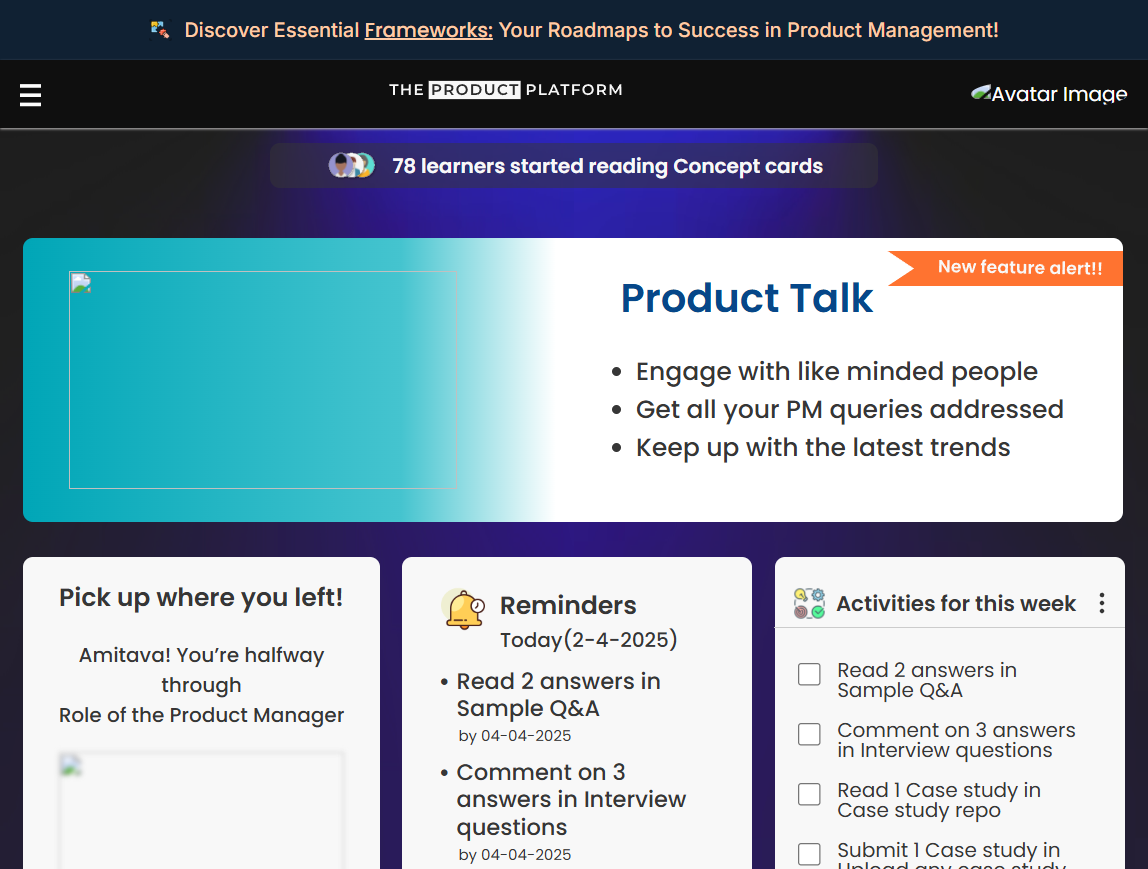 Discover Essential Frameworks: Your Roadmaps to Success in Product Management!
THE PRODUCT PLATFORM
Avatar Image
78 learners started reading Concept cards
New feature alert!!
Product Talk
• Engage with like minded people
• Get all your PM queries addressed
• Keep up with the latest trends
Pick up where you left!
Amitava! You’re halfway
through
Role of the Product Manager
Reminders
Today(2-4-2025)
• Read 2 answers in
Sample Q&A
by 04-04-2025
• Comment on 3
answers in Interview
questions
by 04-04-2025
Activities for this week
Read 2 answers in
Sample Q&A
Comment on 3 answers
in Interview questions
Read 1 Case study in
Case study repo
Submit 1 Case study in
Upload any case study